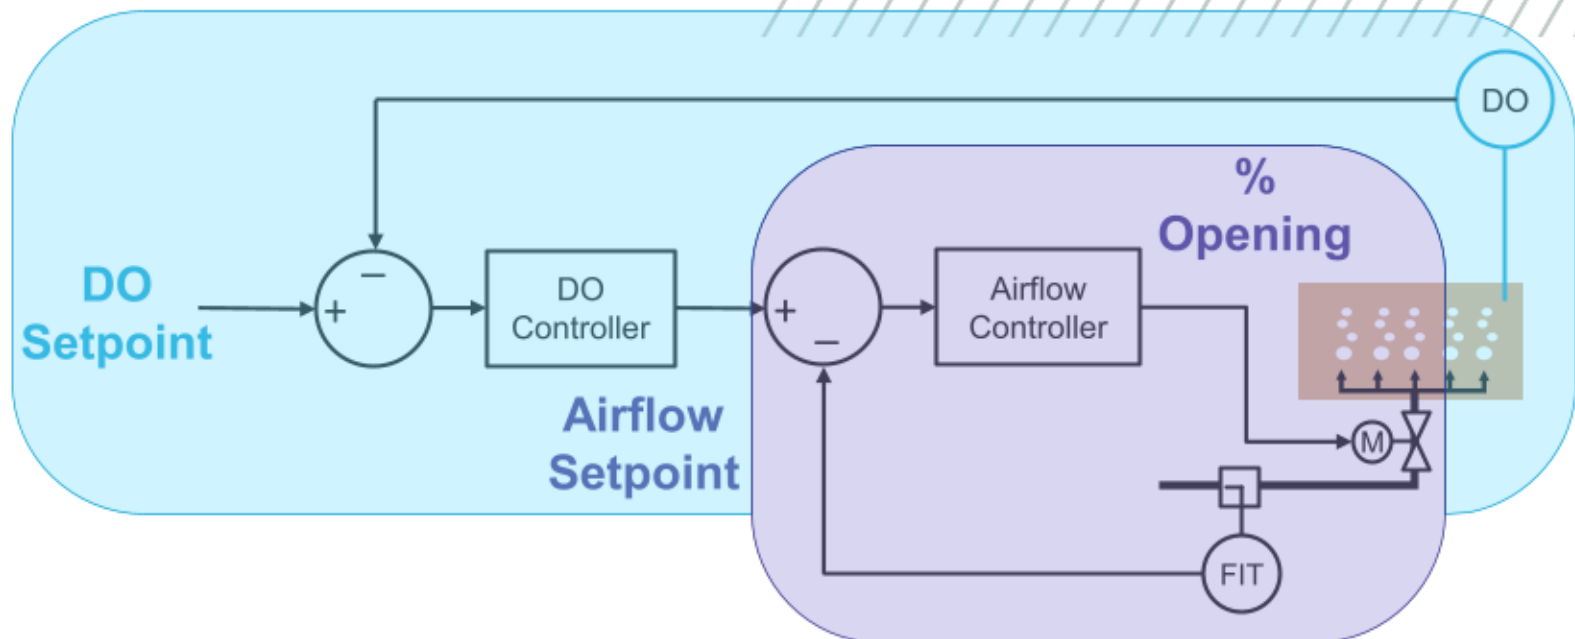 DO
%
Opening
DO
Setpoint
−
+
DO
Controller
+
−
Airflow
Controller
Airflow
Setpoint
M
FIT